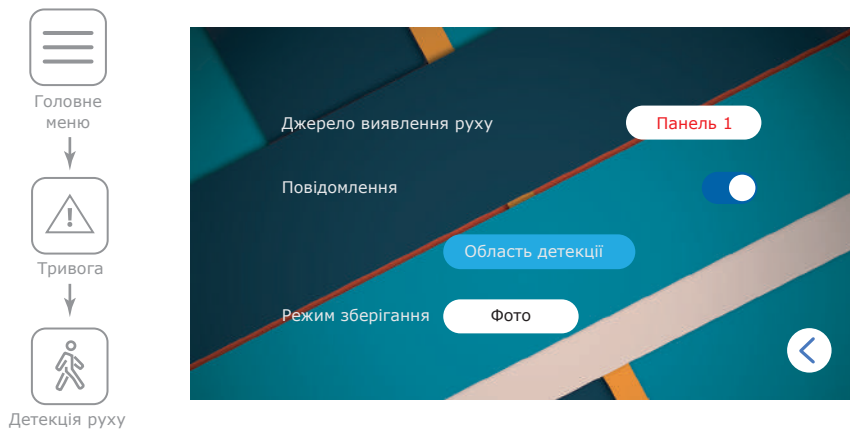 Головне
меню
Тривога
Детекція руху
Джерело виявлення руху
Панель 1
Повідомлення
Область детекції
Режим зберігання
Фото